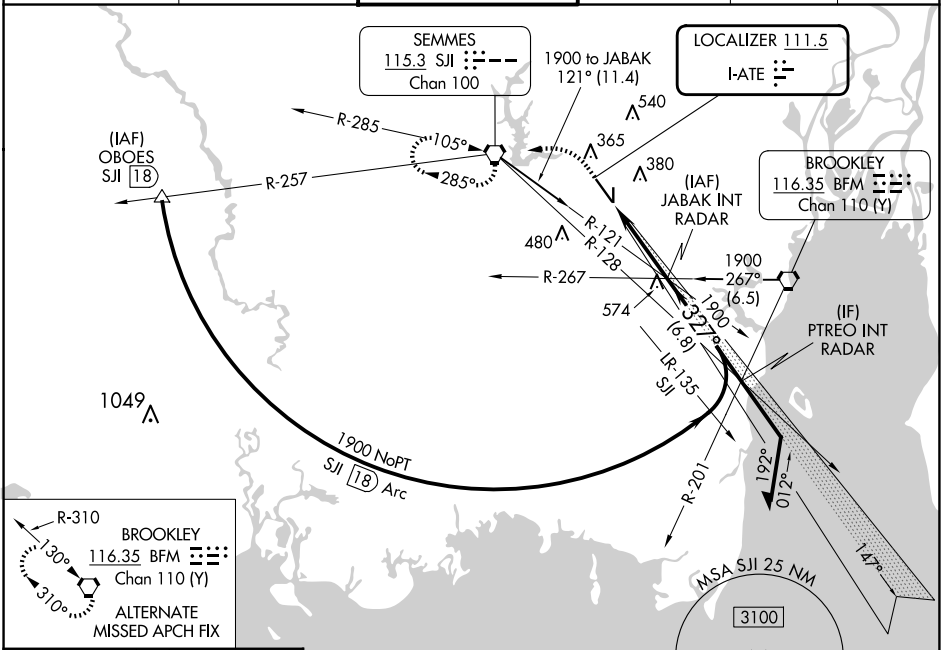 SEMMES
115.3 SJI
Chan 100
LOCALIZER 111.5
I-ATE
1900 to JABAK
121° (11.4)
540
365
380
R-285
105°
285°
(IAF)
OBOES
SJI 18
R-257
BROOKLEY
116.35 BFM
Chan 110 (Y)
(IAF)
JABAK INT
RADAR
R-121
R-128
480
R-267
1900
267°
(6.5)
574
1900
327°
(6.8)
(IF)
PTREO INT
RADAR
LR-135
SJI
1049
1900 NoPT
SJI 18 Arc
R-201
192°
012°
147°
R-310
130°
310°
BROOKLEY
116.35 BFM
Chan 110 (Y)
ALTERNATE
MISSED APCH FIX
MSA SJI 25 NM
3100